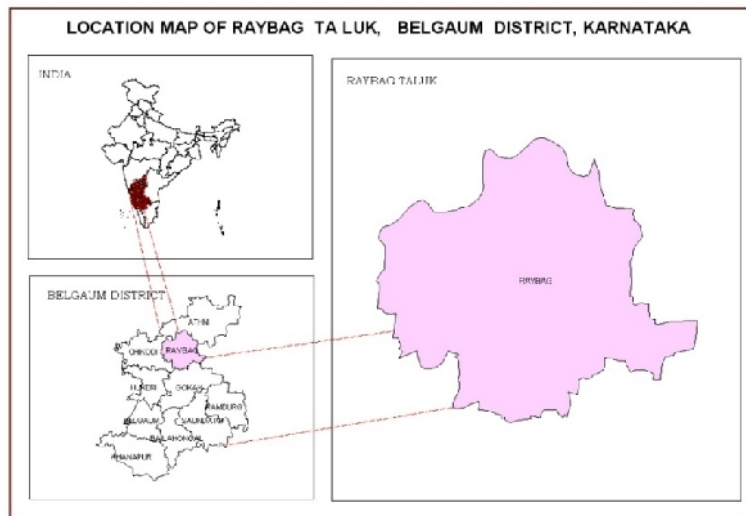 LOCATION MAP OF RAYBAG TA LUK, BELGAUM DISTRICT, KARNATAKA
INDIA
RAYBAG TALUK
RAYBAG
BELGAUM DISTRICT
ATHNI
CHIKODI
RAYBAG
HUKERI
GOKAK
RAMDURG
BELGAUM
SAUNDATTI
BAILAHONGAL
KHANAPUR